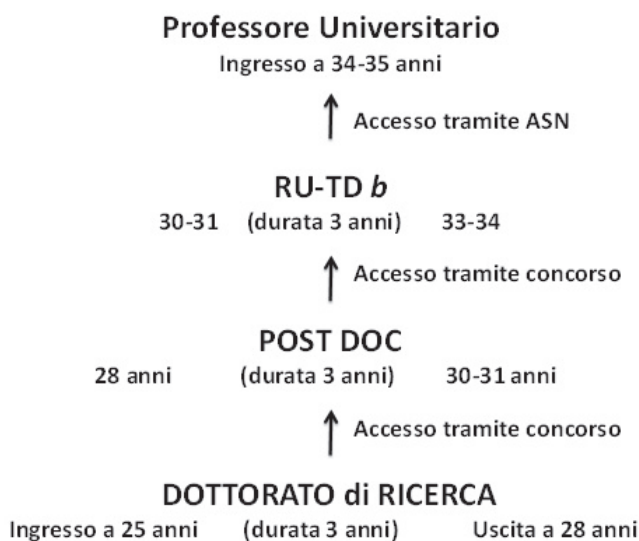 Professore Universitario
Ingresso a 34-35 anni
Accesso tramite ASN
RU-TD b
30-31 (durata 3 anni) 33-34
Accesso tramite concorso
POST DOC
28 anni (durata 3 anni) 30-31 anni
Accesso tramite concorso
DOTTORATO di RICERCA
Ingresso a 25 anni (durata 3 anni) Uscita a 28 anni